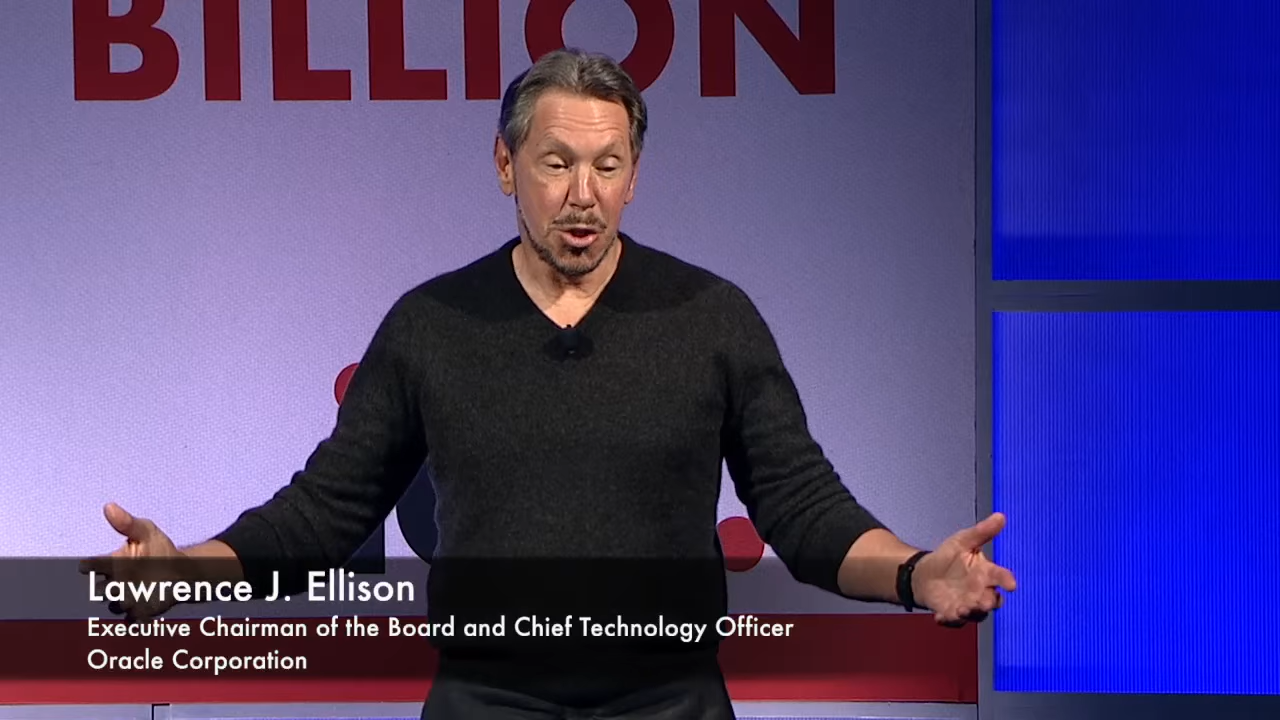 BILLION
Lawrence J. Ellison
Executive Chairman of the Board and Chief Technology Officer
Oracle Corporation